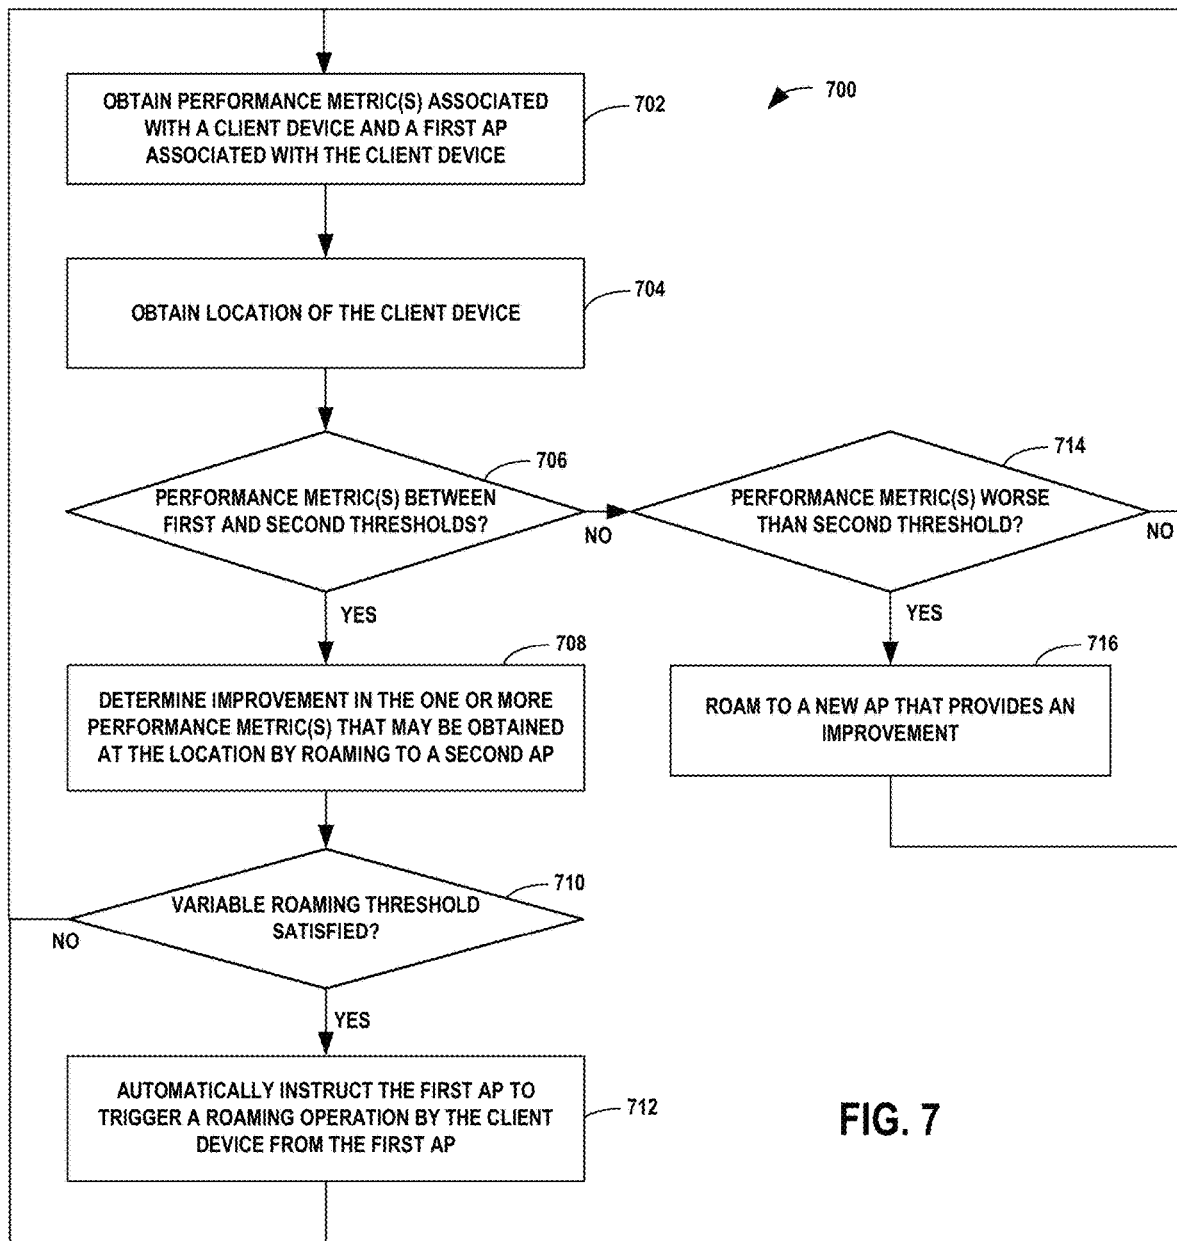 700
OBTAIN PERFORMANCE METRIC(S) ASSOCIATED
WITH A CLIENT DEVICE AND A FIRST AP
ASSOCIATED WITH THE CLIENT DEVICE
702
OBTAIN LOCATION OF THE CLIENT DEVICE
704
PERFORMANCE METRIC(S) BETWEEN
FIRST AND SECOND THRESHOLDS?
706
NO
YES
PERFORMANCE METRIC(S) WORSE
THAN SECOND THRESHOLD?
714
NO
YES
DETERMINE IMPROVEMENT IN THE ONE OR MORE
PERFORMANCE METRIC(S) THAT MAY BE OBTAINED
AT THE LOCATION BY ROAMING TO A SECOND AP
708
ROAM TO A NEW AP THAT PROVIDES AN
IMPROVEMENT
716
VARIABLE ROAMING THRESHOLD
SATISFIED?
710
NO
YES
AUTOMATICALLY INSTRUCT THE FIRST AP TO
TRIGGER A ROAMING OPERATION BY THE CLIENT
DEVICE FROM THE FIRST AP
712
FIG. 7